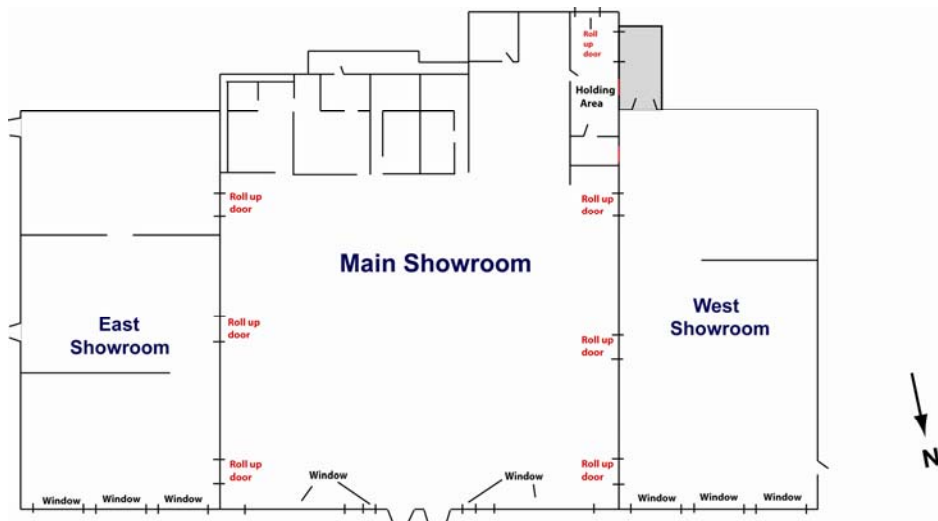 Roll
up
door
Holding
Area
Roll up
door
Roll up
door
Main Showroom
East
Showroom
Roll up
door
West
Showroom
Roll up
door
N
Roll up
door
Window
Window
Roll up
door
Window
Window
Window
Window
Window
Window